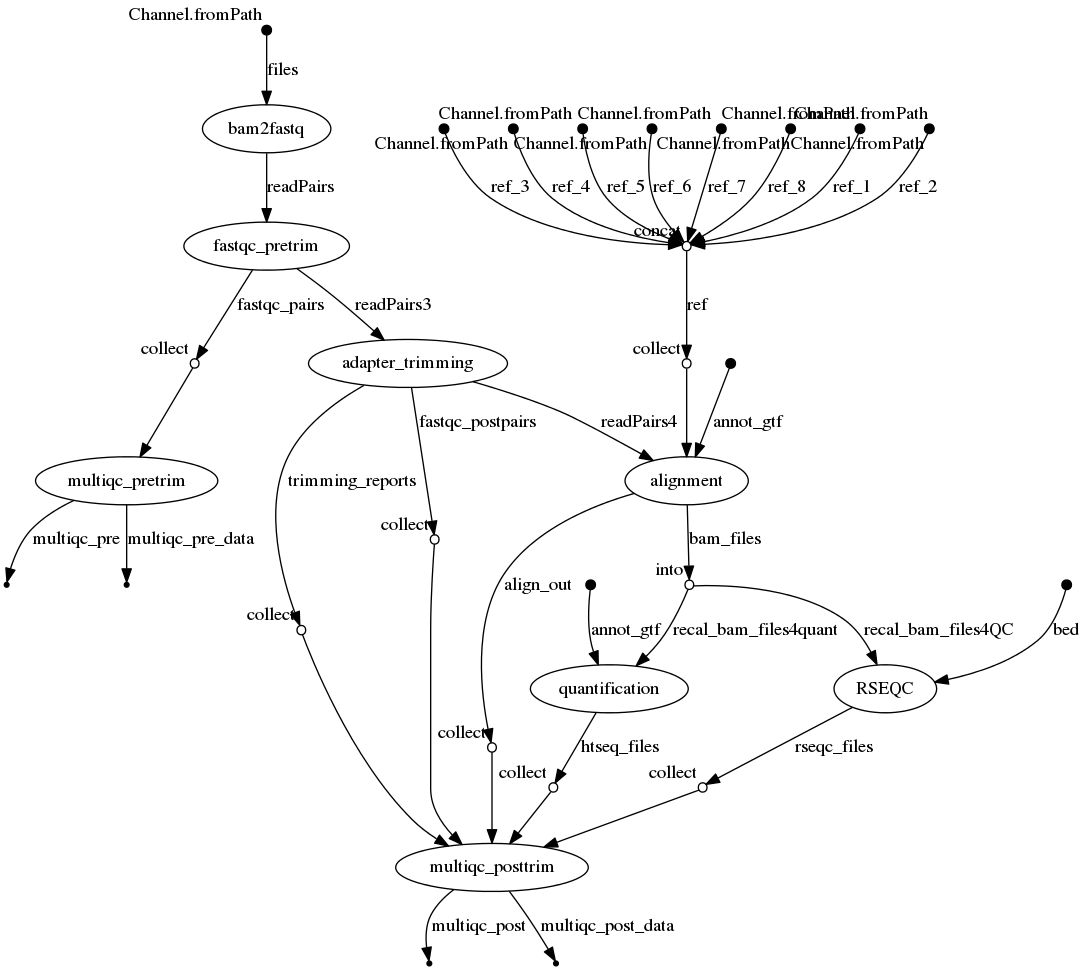 Channel.fromPath
files
bam2fastq
Channel.fromPath
Channel.fromPath
Channel.fromPath
Channel.fromPath
Channel.fromPath
Channel.fromPath
Channel.fromPath
Channel.fromPath
readPairs
ref_3
ref_4
ref_5
ref_6
ref_7
ref_8
ref_1
ref_2
concat
fastqc_pretrim
fastqc_pairs
readPairs3
ref
collect
adapter_trimming
collect
fastqc_postpairs
readPairs4
annot_gtf
multiqc_pretrim
trimming_reports
alignment
collect
multiqc_pre
multiqc_pre_data
bam_files
into
align_out
collect
annot_gtf
recal_bam_files4quant
recal_bam_files4QC
bed
quantification
RSEQC
collect
htseq_files
rseqc_files
collect
collect
multiqc_posttrim
multiqc_post
multiqc_post_data